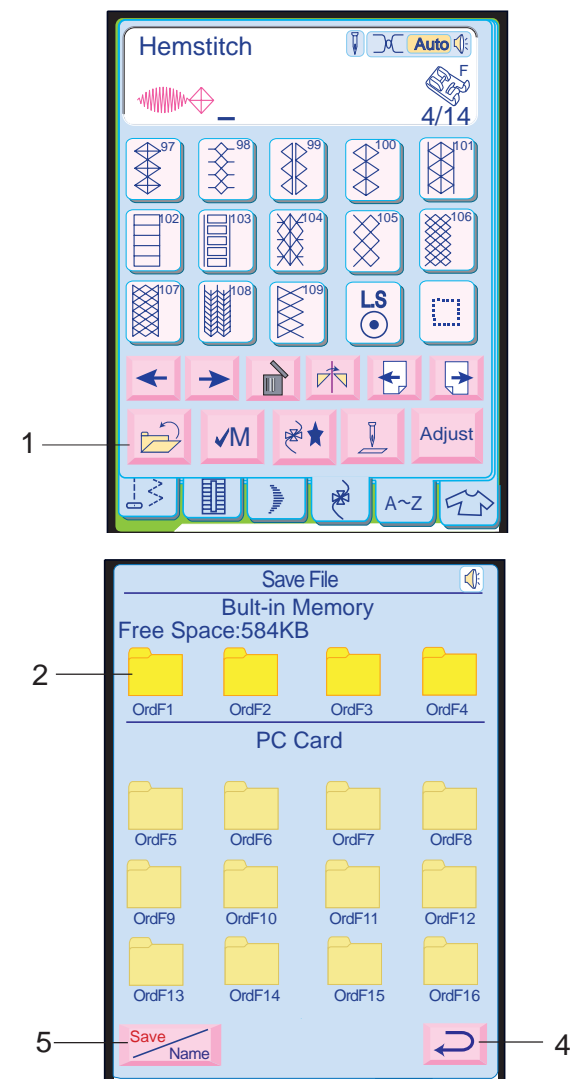 Hemstitch Auto
F
4/14
97 98 99 100 101
102 103 104 105 106
107 108 109 L.S
1
✓M Adjust
A~Z
Save File
Bult-in Memory
Free Space:584KB
2
OrdF1 OrdF2 OrdF3 OrdF4
PC Card
OrdF5 OrdF6 OrdF7 OrdF8
OrdF9 OrdF10 OrdF11 OrdF12
OrdF13 OrdF14 OrdF15 OrdF16
5 Save 4
Name